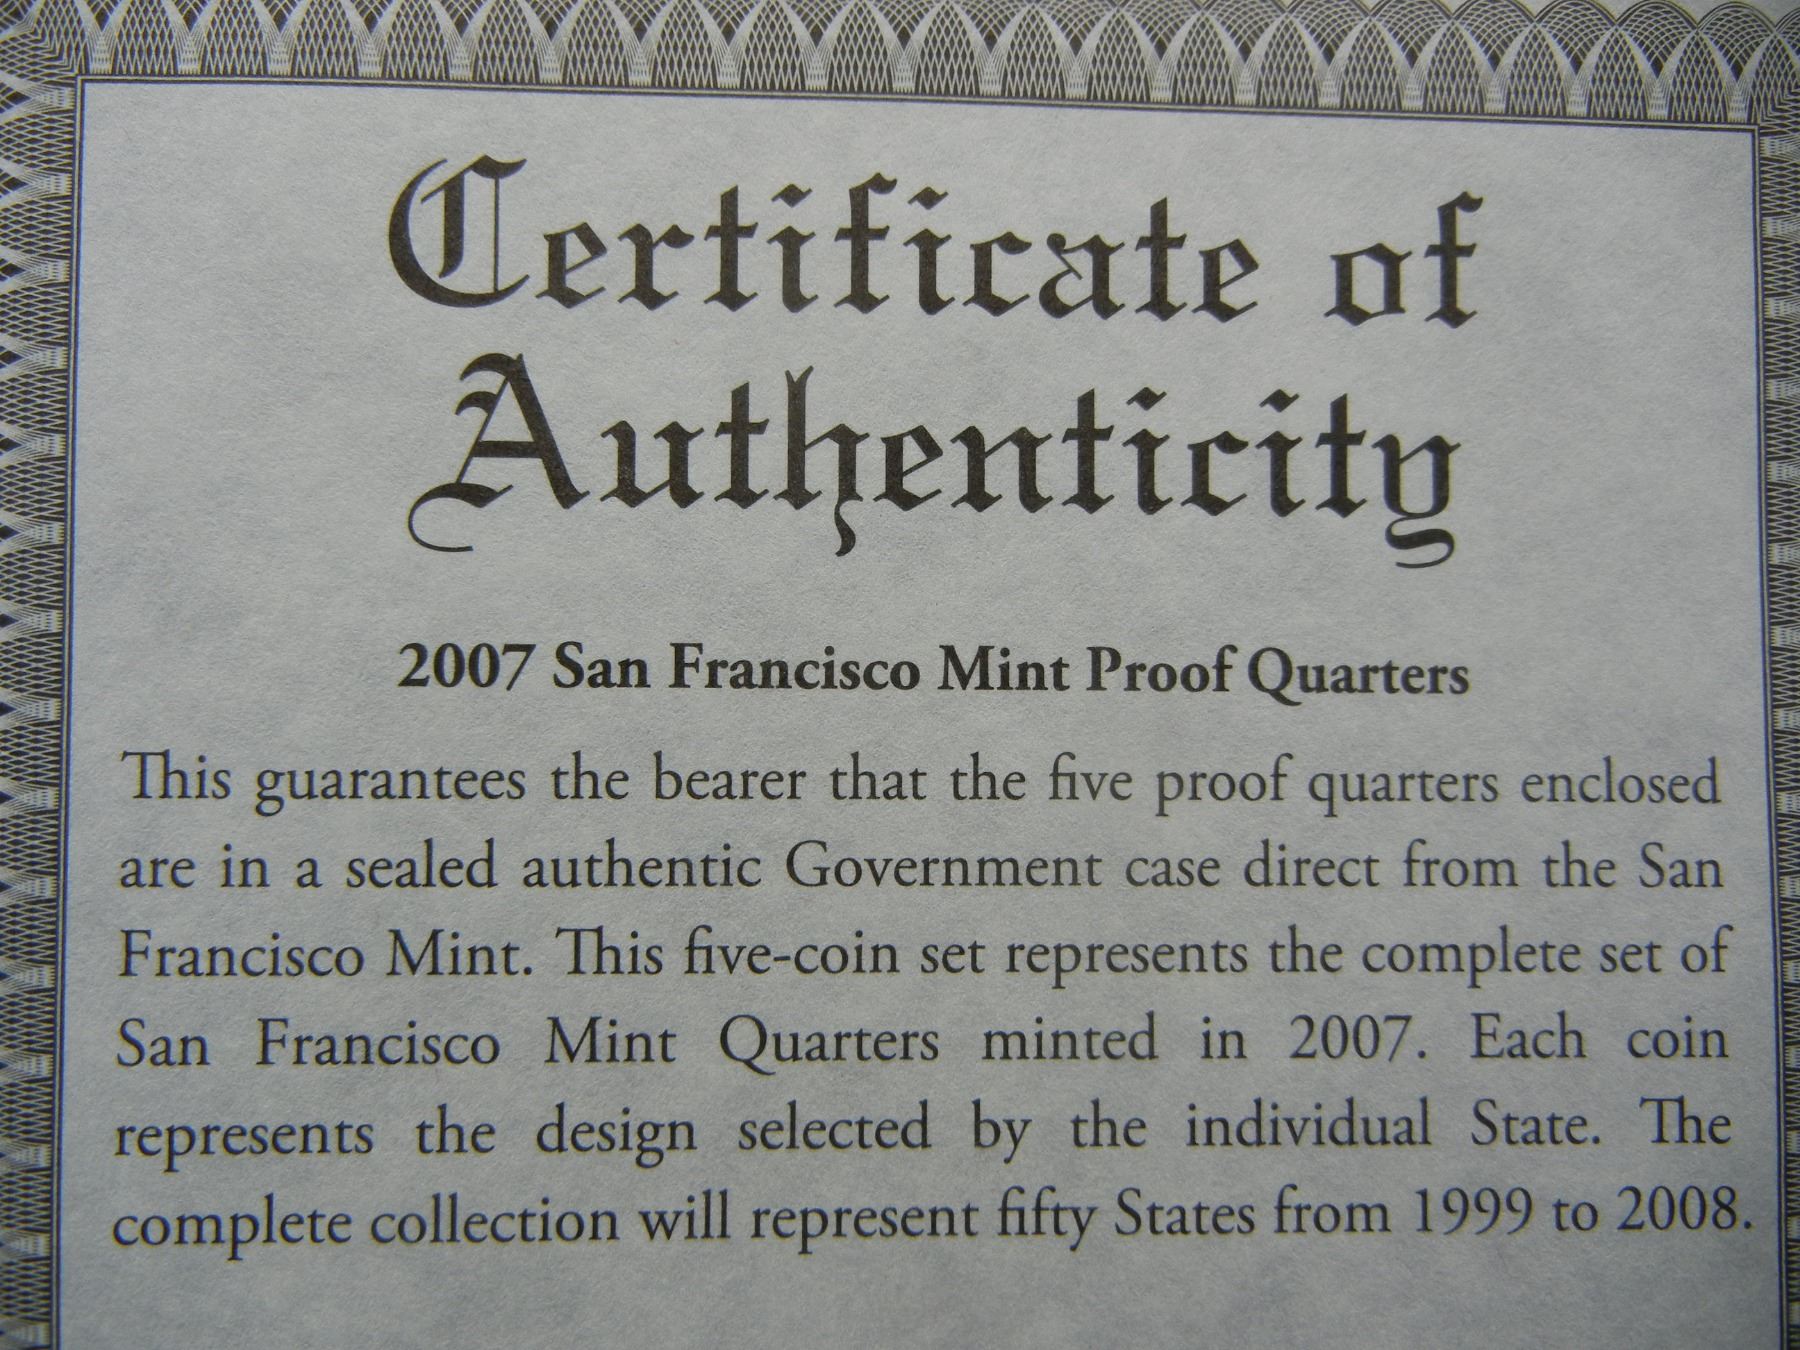 Certificate of
Authenticity
2007 San Francisco Mint Proof Quarters
This guarantees the bearer that the five proof quarters enclosed
are in a sealed authentic Government case direct from the San
Francisco Mint. This five-coin set represents the complete set of
San Francisco Mint Quarters minted in 2007. Each coin
represents the design selected by the individual State. The
complete collection will represent fifty States from 1999 to 2008.